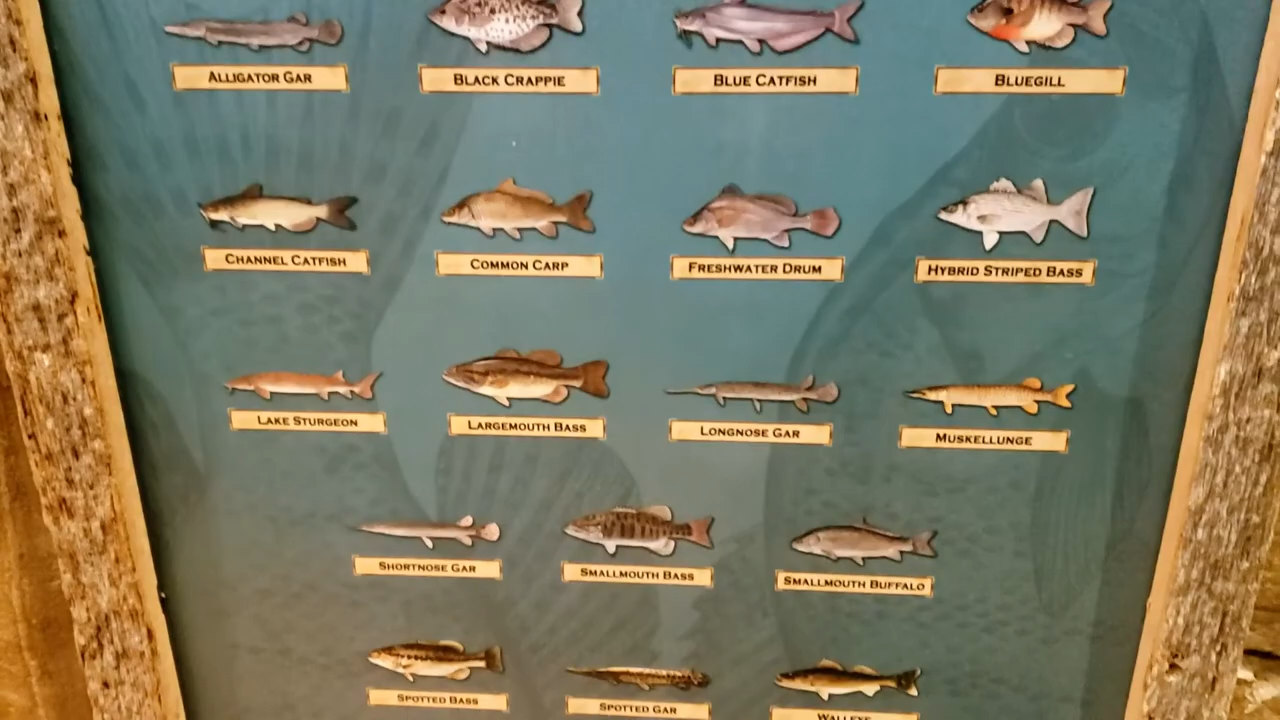 ALLIGATOR GAR
BLACK CRAPPIE
BLUE CATFISH
BLUEGILL
CHANNEL CATFISH
COMMON CARP
FRESHWATER DRUM
HYBRID STRIPED BASS
LAKE STURGEON
LARGEMOUTH BASS
LONGNOSE GAR
MUSKELLUNGE
SHORTNOSE GAR
SMALLMOUTH BASS
SMALLMOUTH BUFFALO
SPOTTED BASS
SPOTTED GAR
WALLEYE